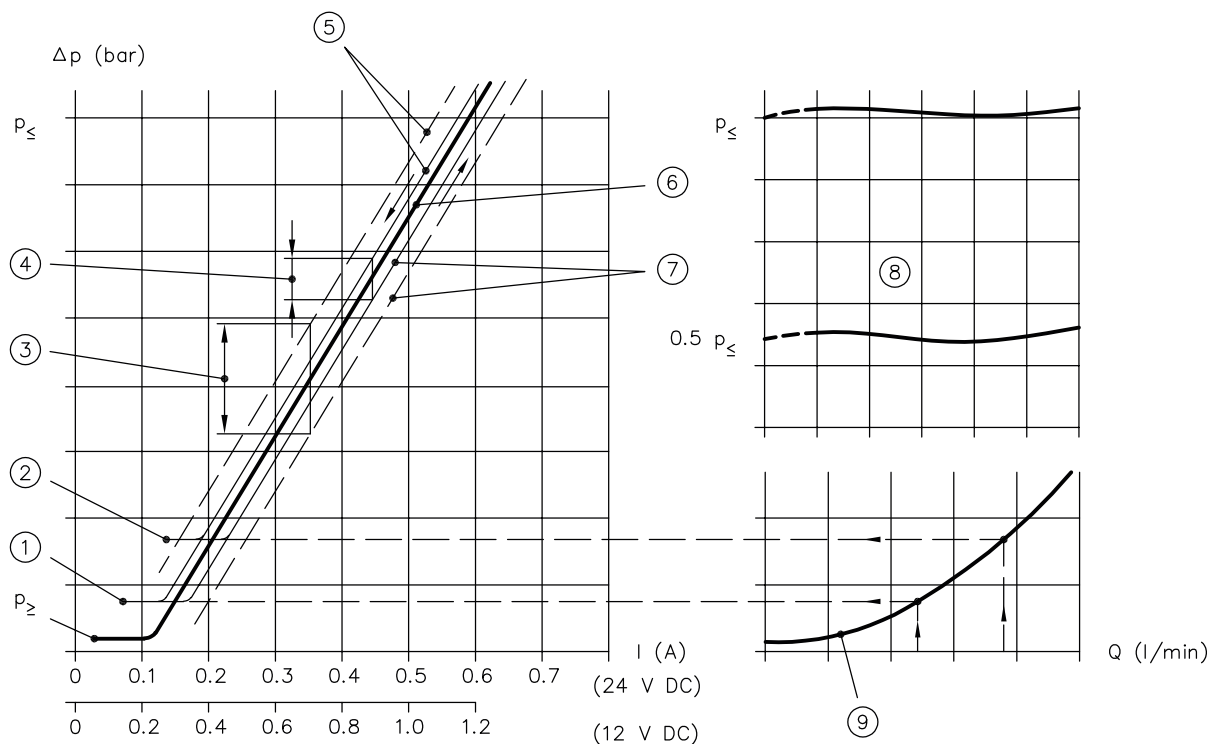 Δp (bar)
5
p≤
p≤
6
4
7
8
3
0.5 p≤
2
1
p≥
I (A)
Q (l/min)
0 0.1 0.2 0.3 0.4 0.5 0.6 0.7
(24 V DC)
0 0.2 0.4 0.6 0.8 1.0 1.2
(12 V DC)
9